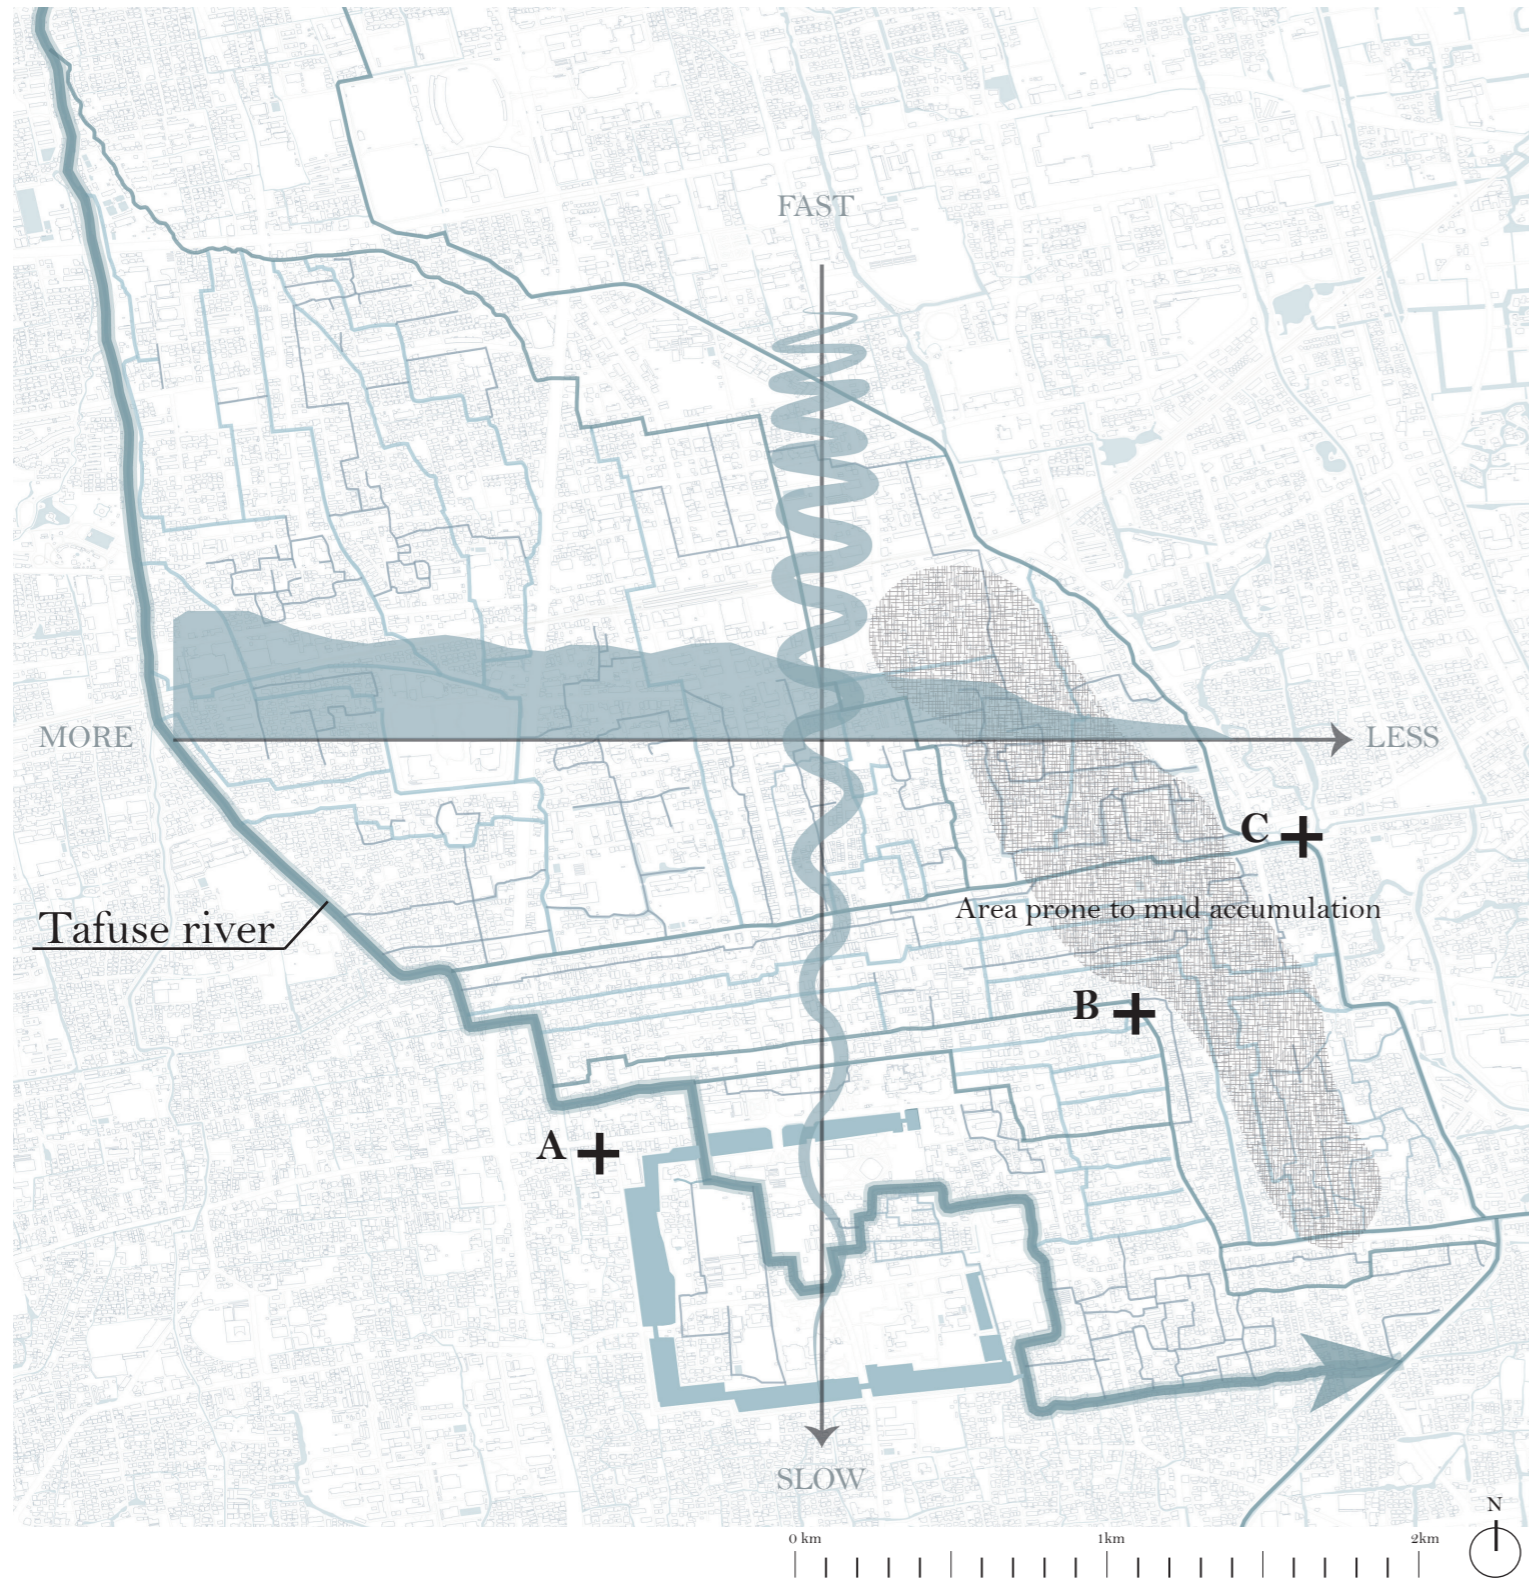 FAST
MORE
LESS
C
Tafuse river
Area prone to mud accumulation
B
A
SLOW
N
0 km
1km
2km